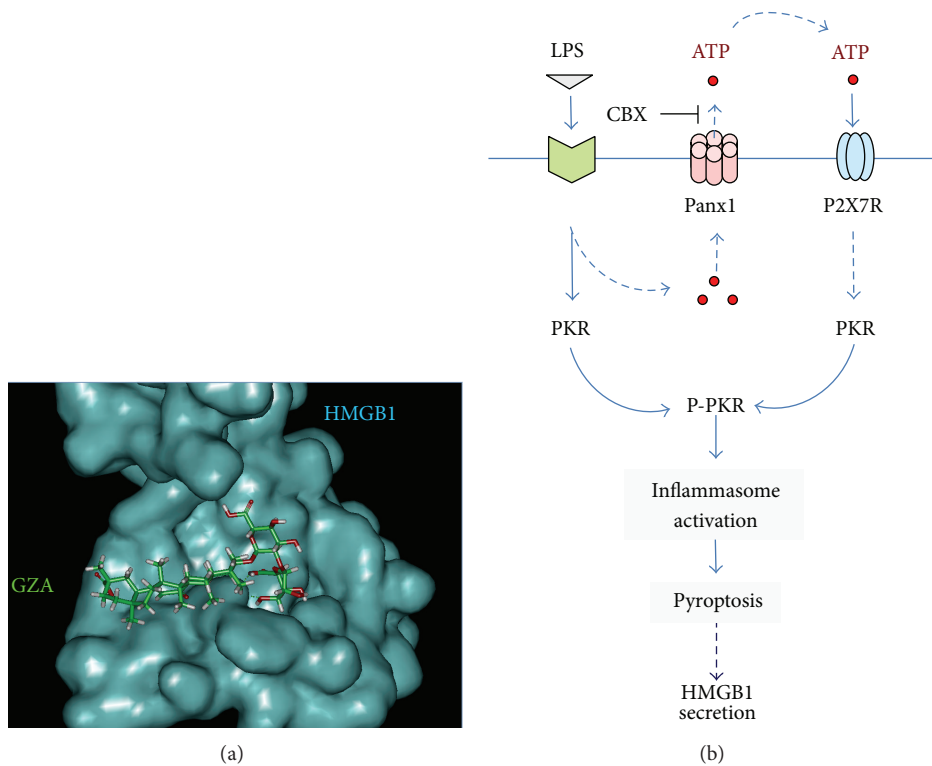 HMGB1
GZA
(a)
ATP
ATP
LPS
CBX
Panx1
P2X7R
PKR
PKR
P-PKR
Inflammasome
activation
Pyroptosis
HMGB1
secretion
(b)